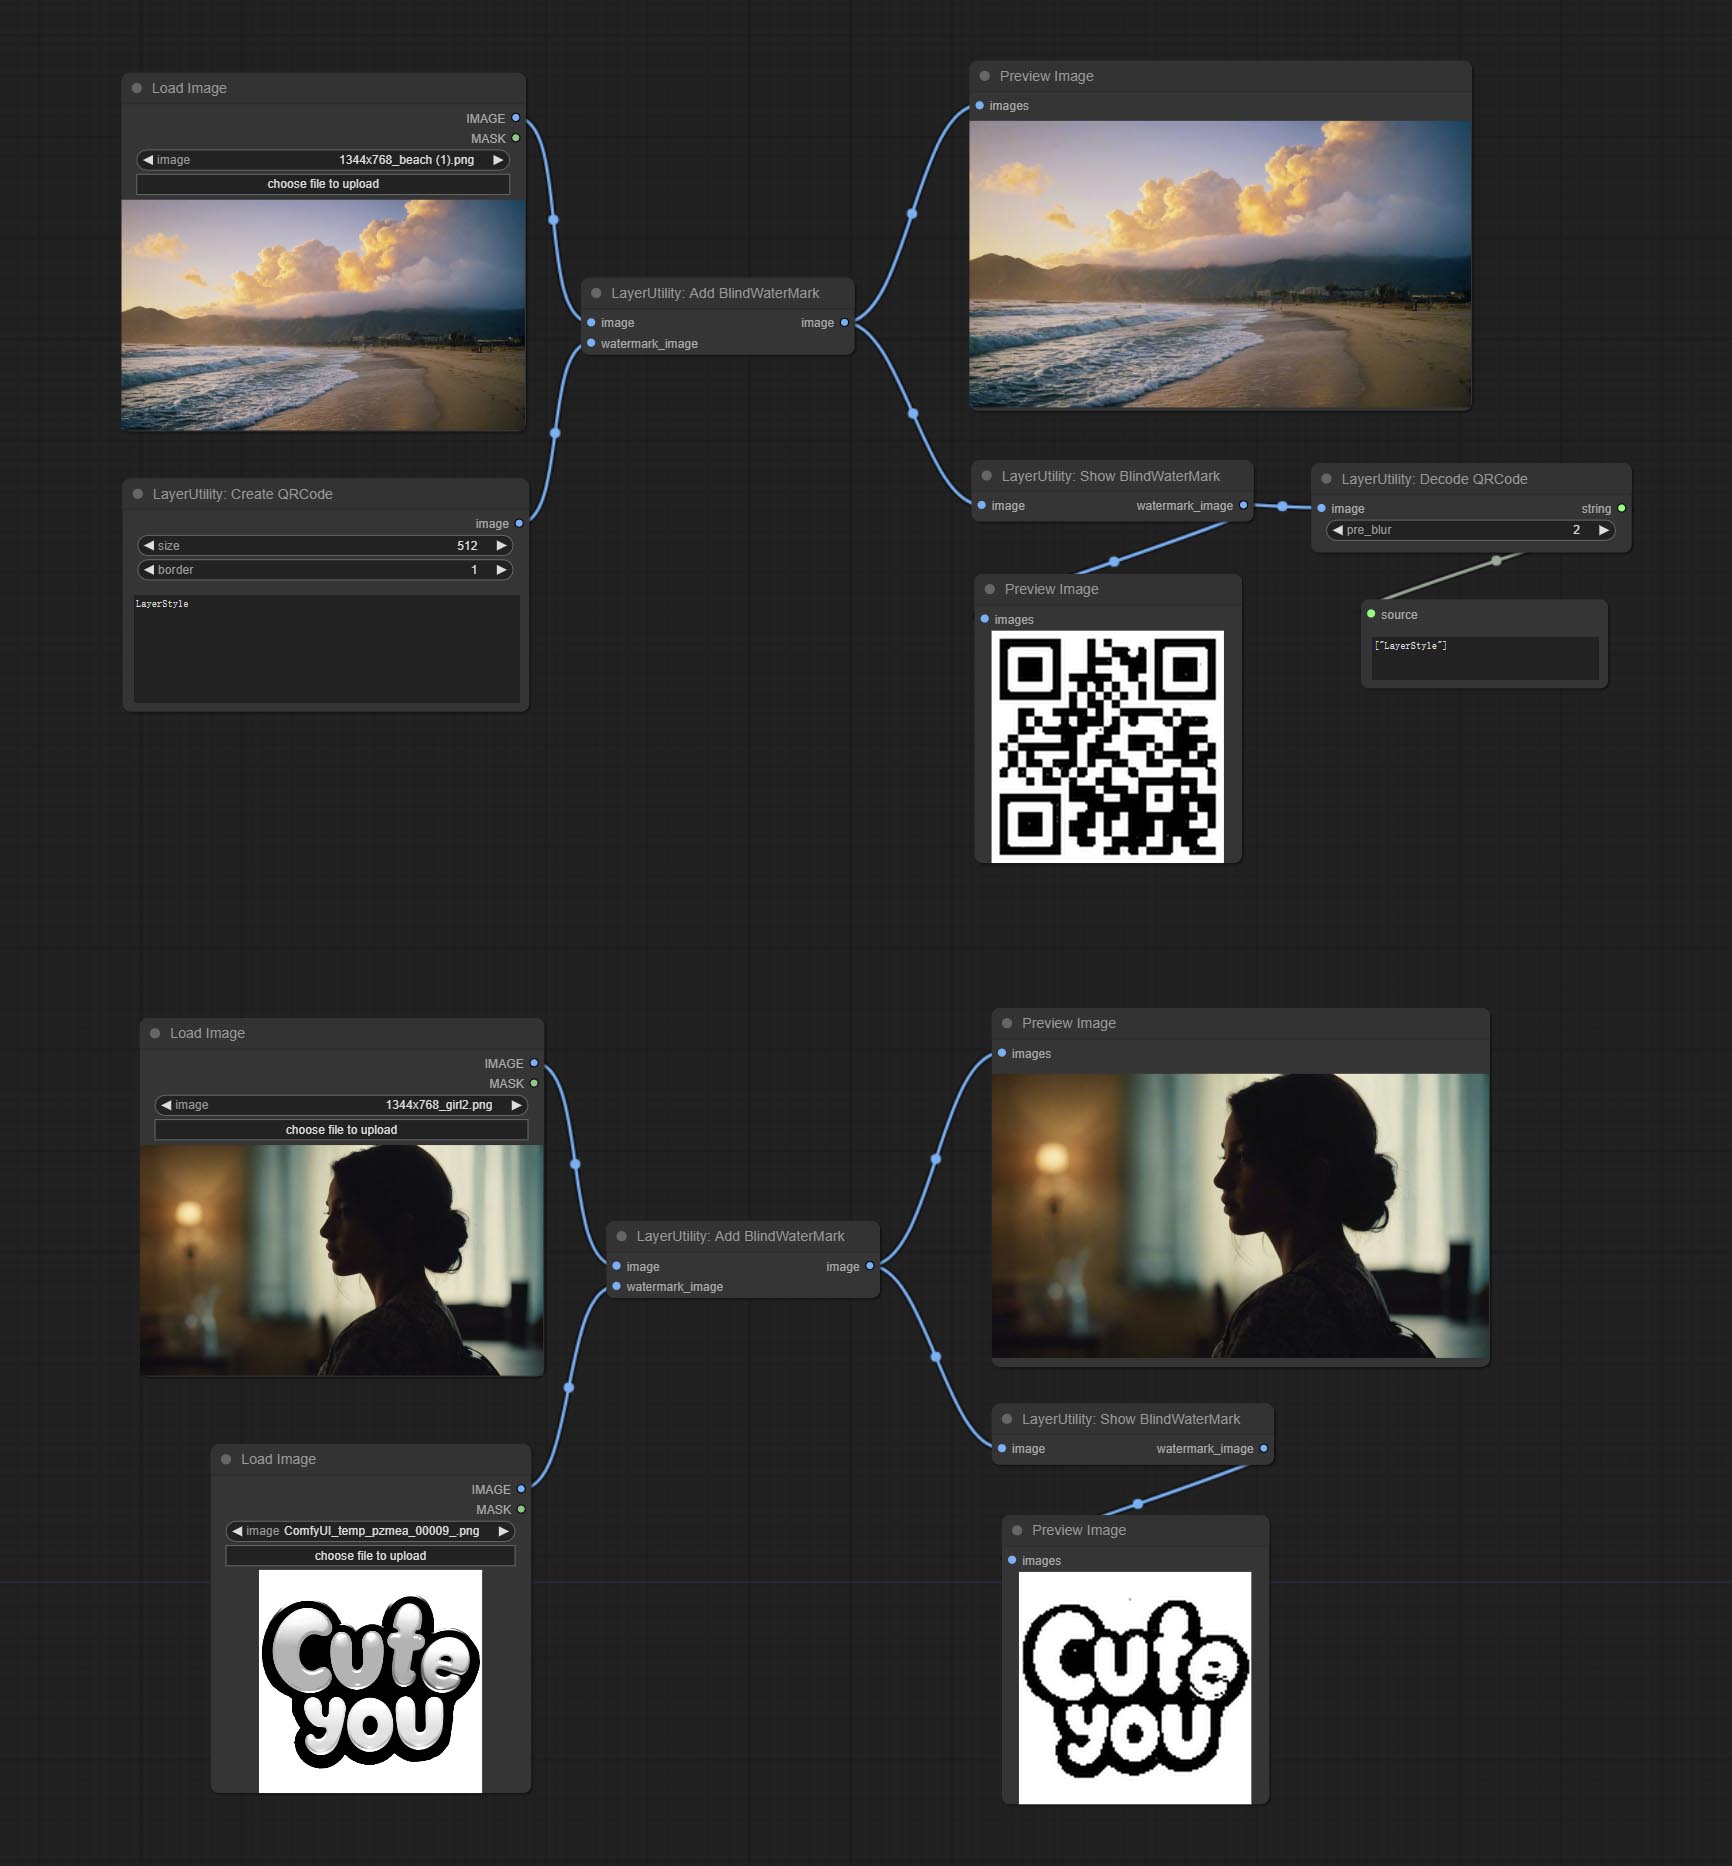 Load Image
IMAGE
MASK
image 1344x768_beach (1).png
choose file to upload
LayerUtility: Create QRCode
image
size 512
border 1
LayerStyle
LayerUtility: Add BlindWaterMark
image image
watermark_image
Preview Image
images
LayerUtility: Show BlindWaterMark
image watermark_image
LayerUtility: Decode QRCode
image string
pre_blur 2
Preview Image
images
source
["LayerStyle"]
Load Image
IMAGE
MASK
image 1344x768_girl2.png
choose file to upload
Load Image
IMAGE
MASK
image ComfyUI_temp_pzmea_00009_.png
choose file to upload
Cute
you
LayerUtility: Add BlindWaterMark
image image
watermark_image
Preview Image
images
LayerUtility: Show BlindWaterMark
image watermark_image
Preview Image
images
Cute
you